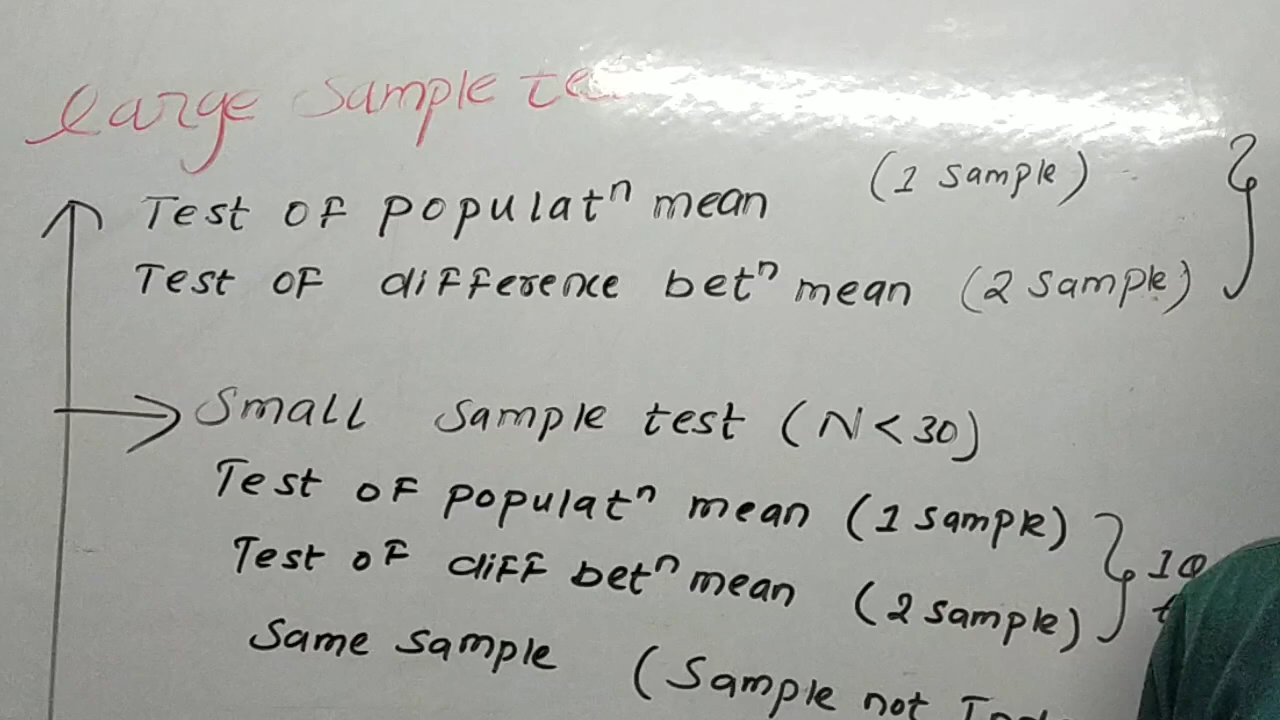 large sample
Test of populatⁿ mean (1 sample)
Test of difference betⁿ mean (2 sample)
Small sample test (N < 30)
Test of populatⁿ mean (1 sample)
Test of diff betⁿ mean (2 sample)
Same sample (Sample not